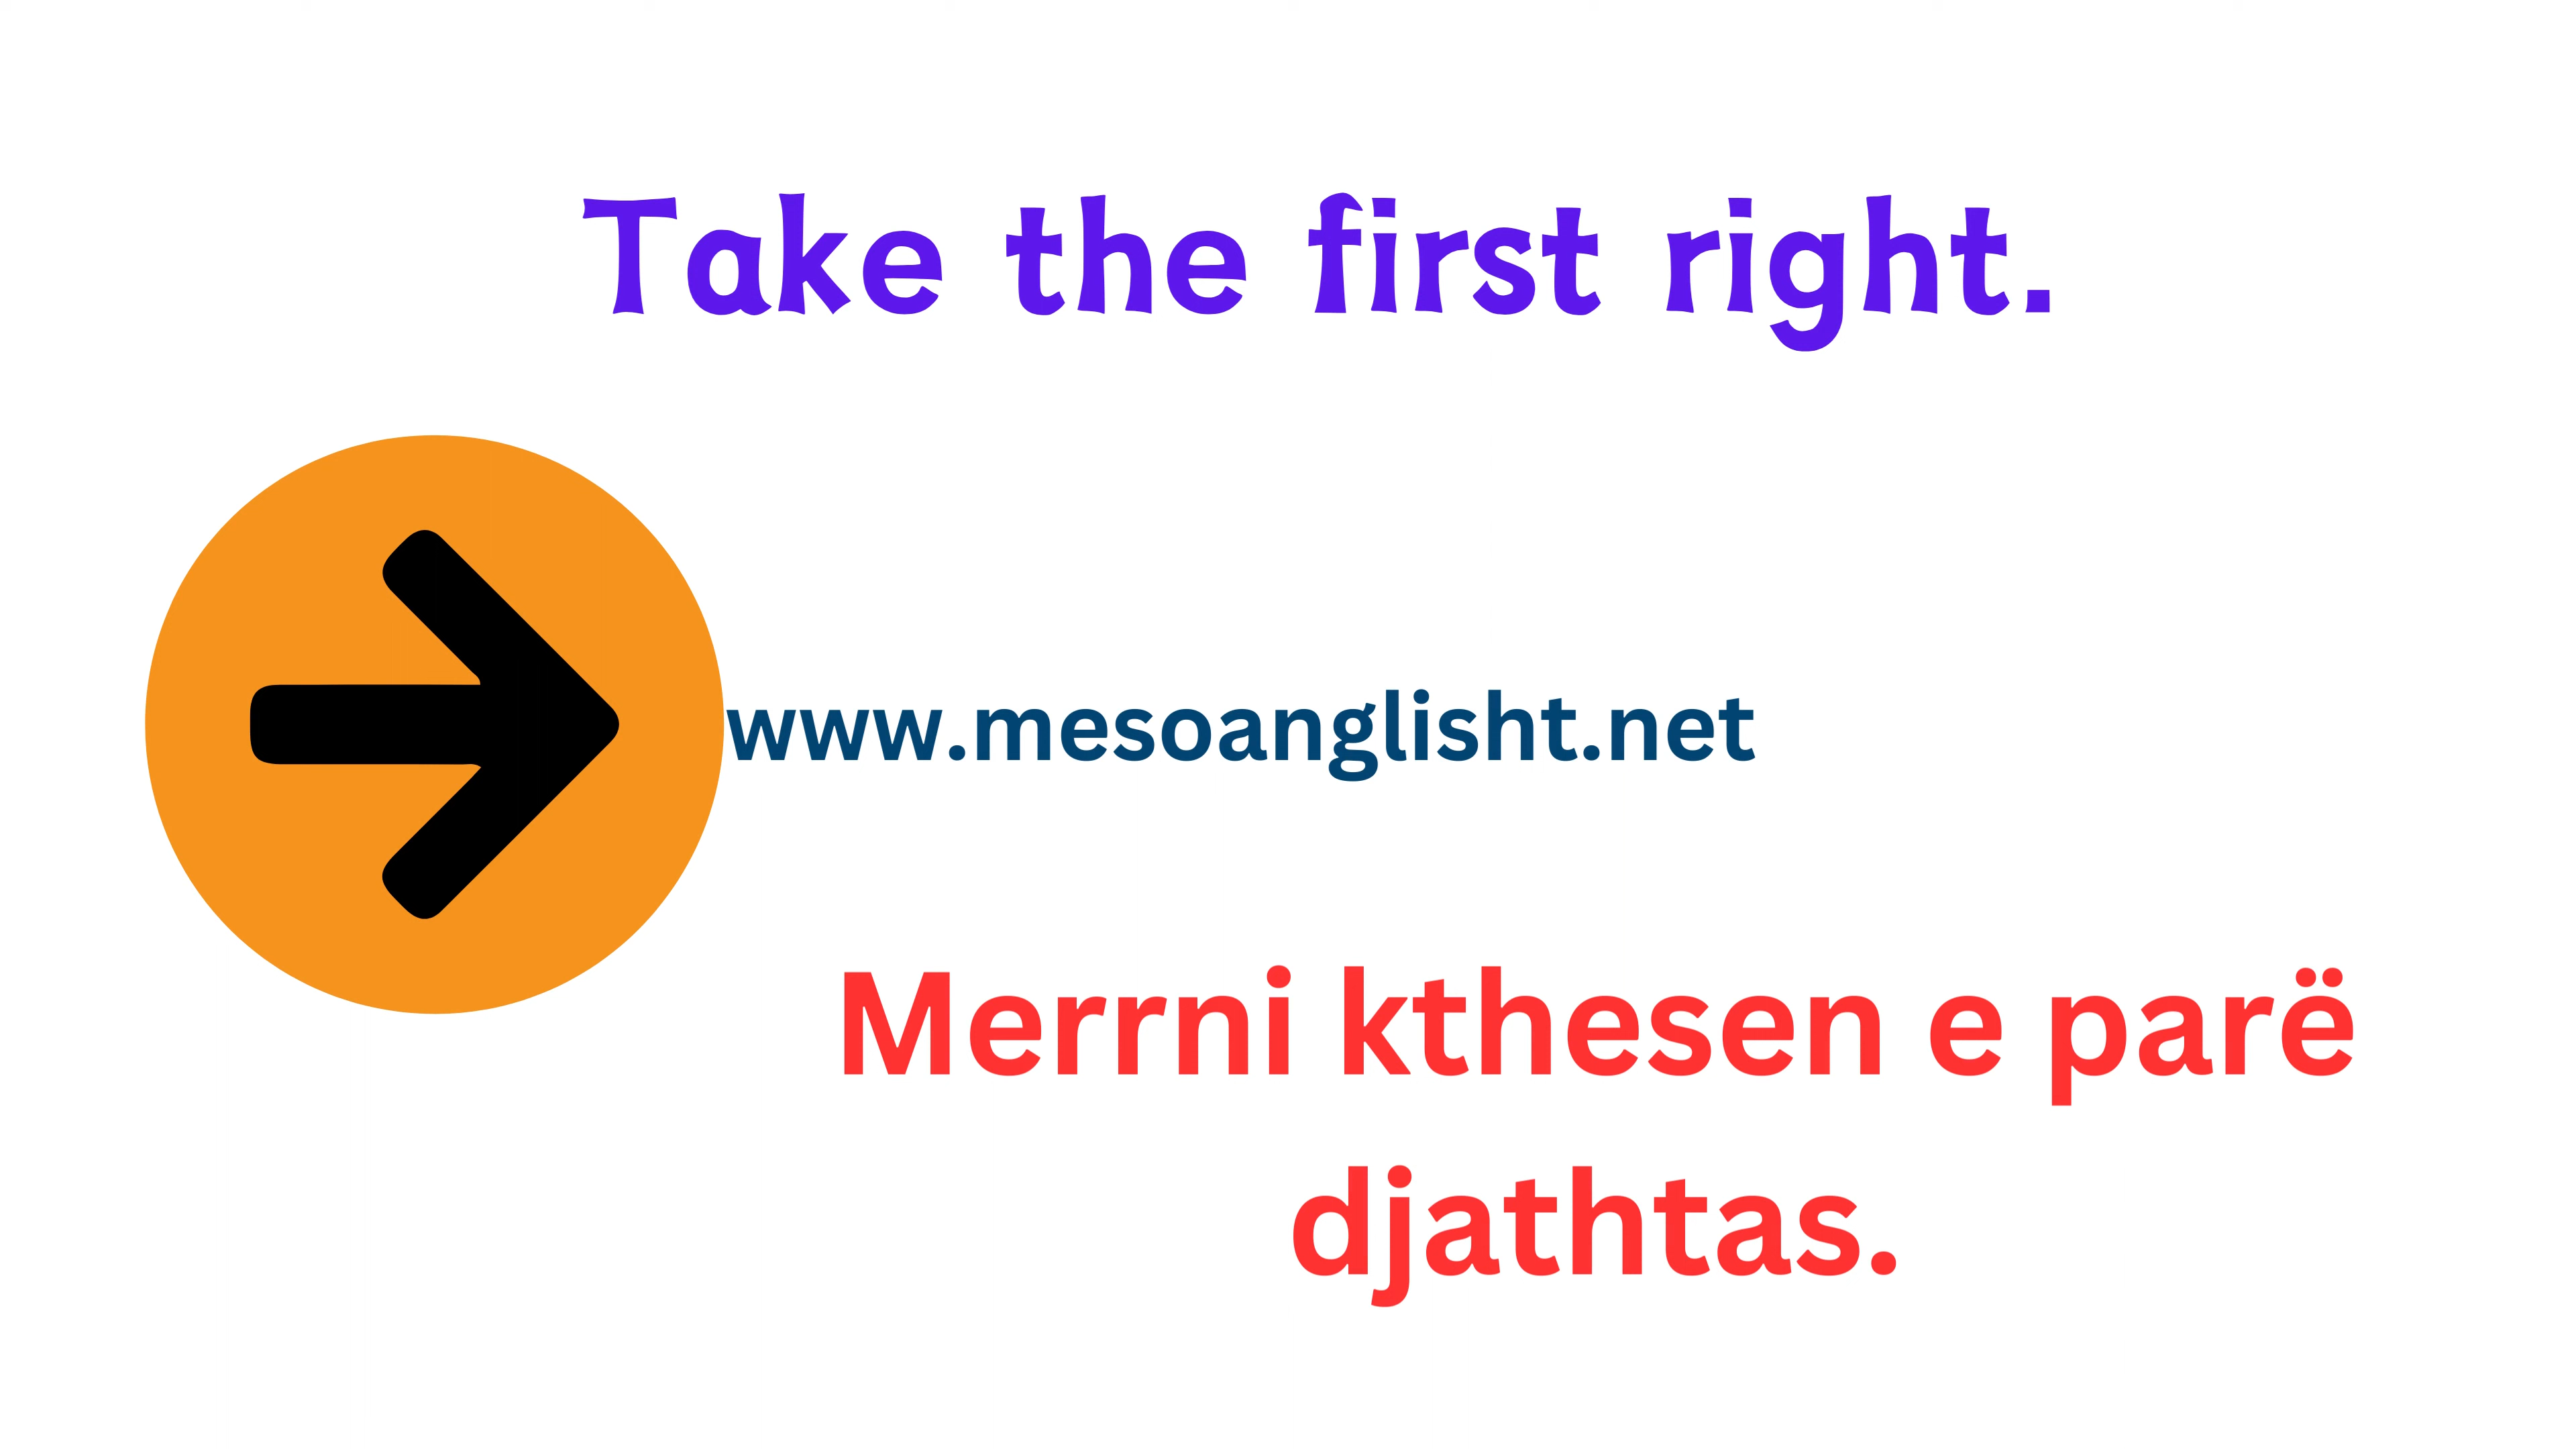 Take the first right.
www.mesoanglisht.net
Merrni kthesen e parë
djathtas.